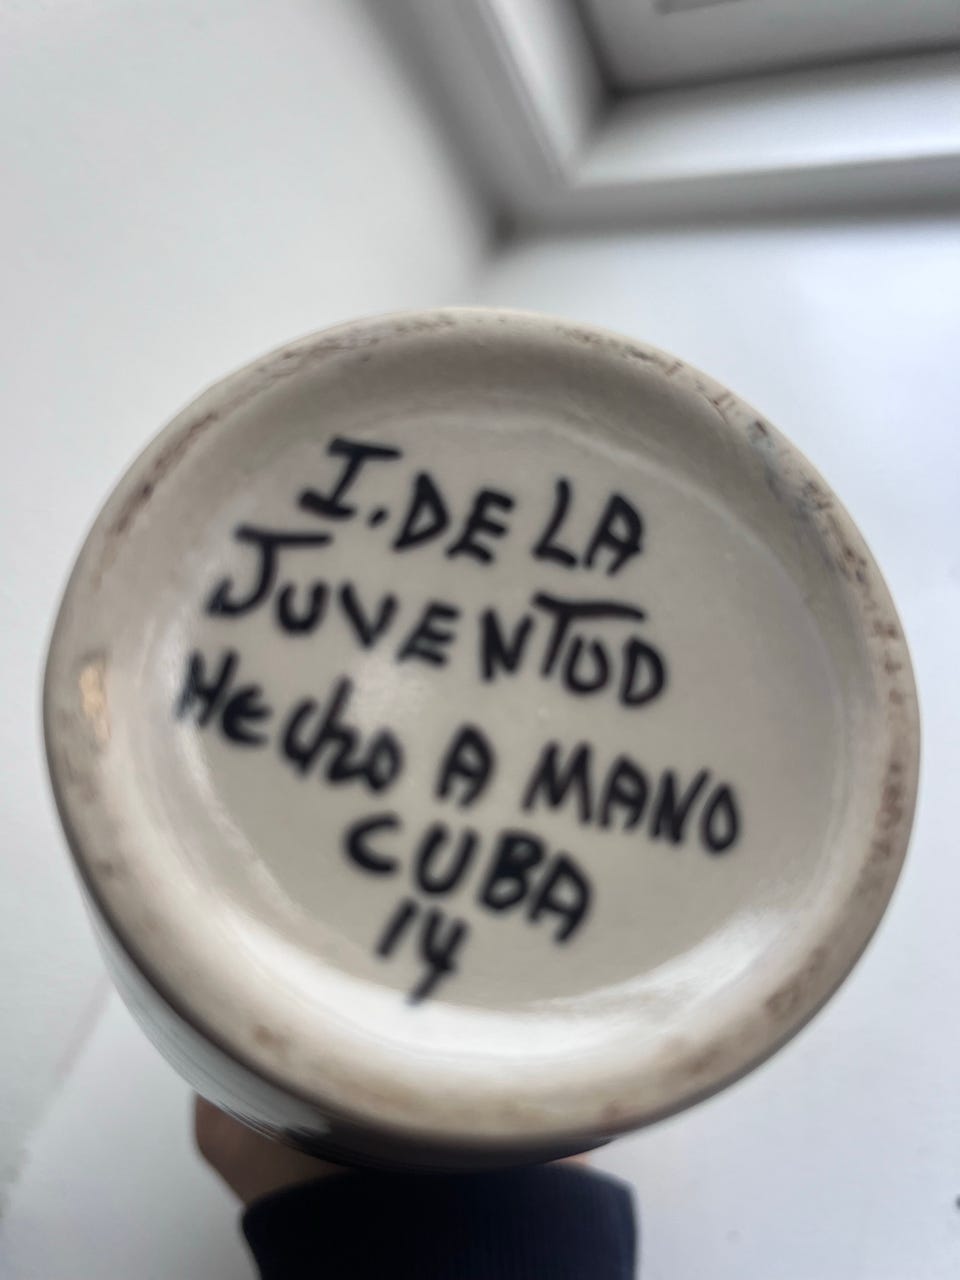 I. DE LA
JUVENTUD
HecHo A MANO
CUBA
14